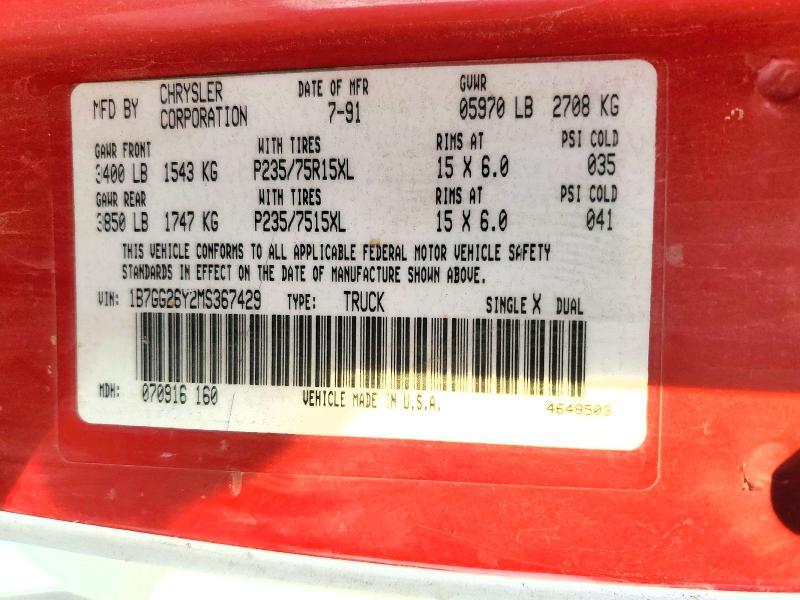 MFD BY CHRYSLER CORPORATION DATE OF MFR 7-91 GVWR 05970 LB 2708 KG
GAWR FRONT WITH TIRES RIMS AT PSI COLD
3400 LB 1543 KG P235/75R15XL 15 X 6.0 035
GAWR REAR WITH TIRES RIMS AT PSI COLD
3850 LB 1747 KG P235/7515XL 15 X 6.0 041
THIS VEHICLE CONFORMS TO ALL APPLICABLE FEDERAL MOTOR VEHICLE SAFETY
STANDARDS IN EFFECT ON THE DATE OF MANUFACTURE SHOWN ABOVE.
VIN: 1B7GG26Y2MS367429 TYPE: TRUCK SINGLE X DUAL
MDH: 070916 160 VEHICLE MADE IN U.S.A. 4649503